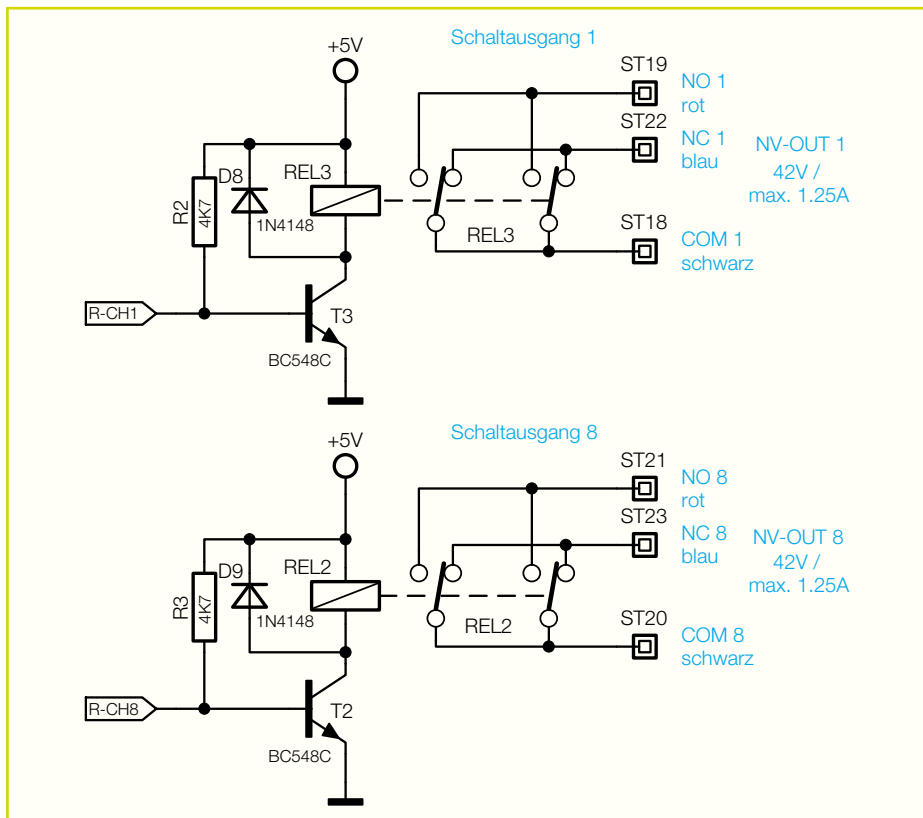 Schaltausgang 1
+5V
ST19
NO 1
rot
ST22
NC 1
blau
NV-OUT 1
42V /
max. 1.25A
D8
REL3
R2
4K7
1N4148
REL3
ST18
COM 1
schwarz
R-CH1
T3
BC548C
Schaltausgang 8
+5V
ST21
NO 8
rot
ST23
NC 8
blau
NV-OUT 8
42V /
max. 1.25A
D9
REL2
R3
4K7
1N4148
REL2
ST20
COM 8
schwarz
R-CH8
T2
BC548C